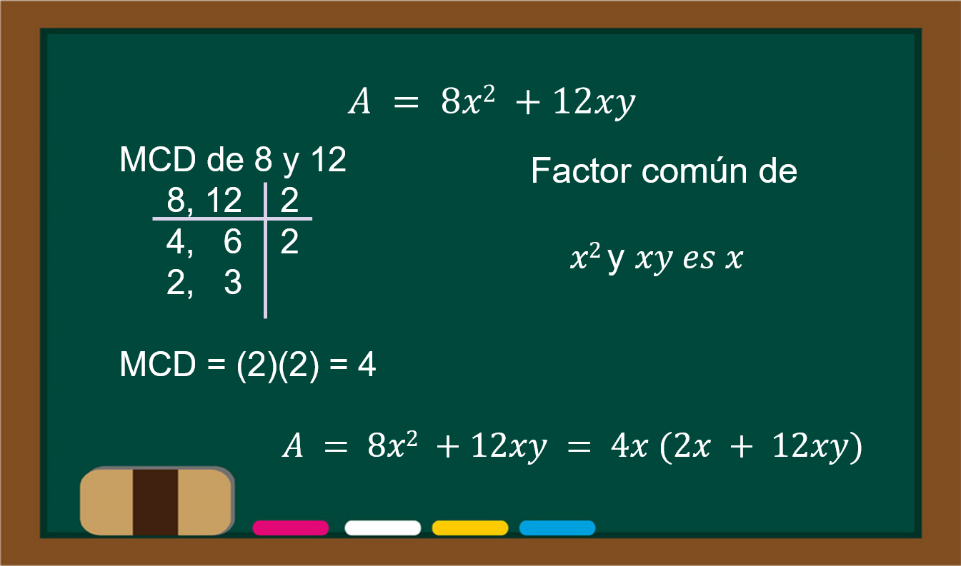 A = 8x² + 12xy
MCD de 8 y 12
8, 12 | 2
4, 6 | 2
2, 3 |
MCD = (2)(2) = 4
Factor común de
x² y xy es x
A = 8x² + 12xy = 4x (2x + 12xy)